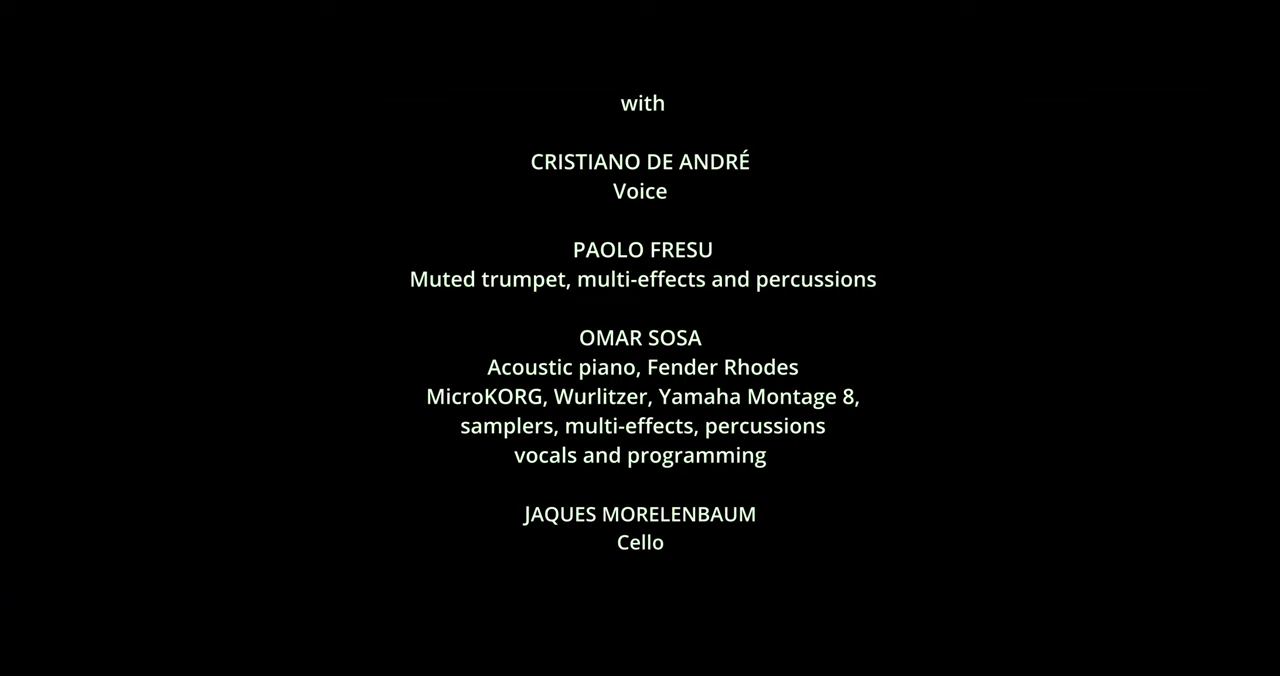 with
CRISTIANO DE ANDRÉ
Voice
PAOLO FRESU
Muted trumpet, multi-effects and percussions
OMAR SOSA
Acoustic piano, Fender Rhodes
MicroKORG, Wurlitzer, Yamaha Montage 8,
samplers, multi-effects, percussions
vocals and programming
JAQUES MORELENBAUM
Cello